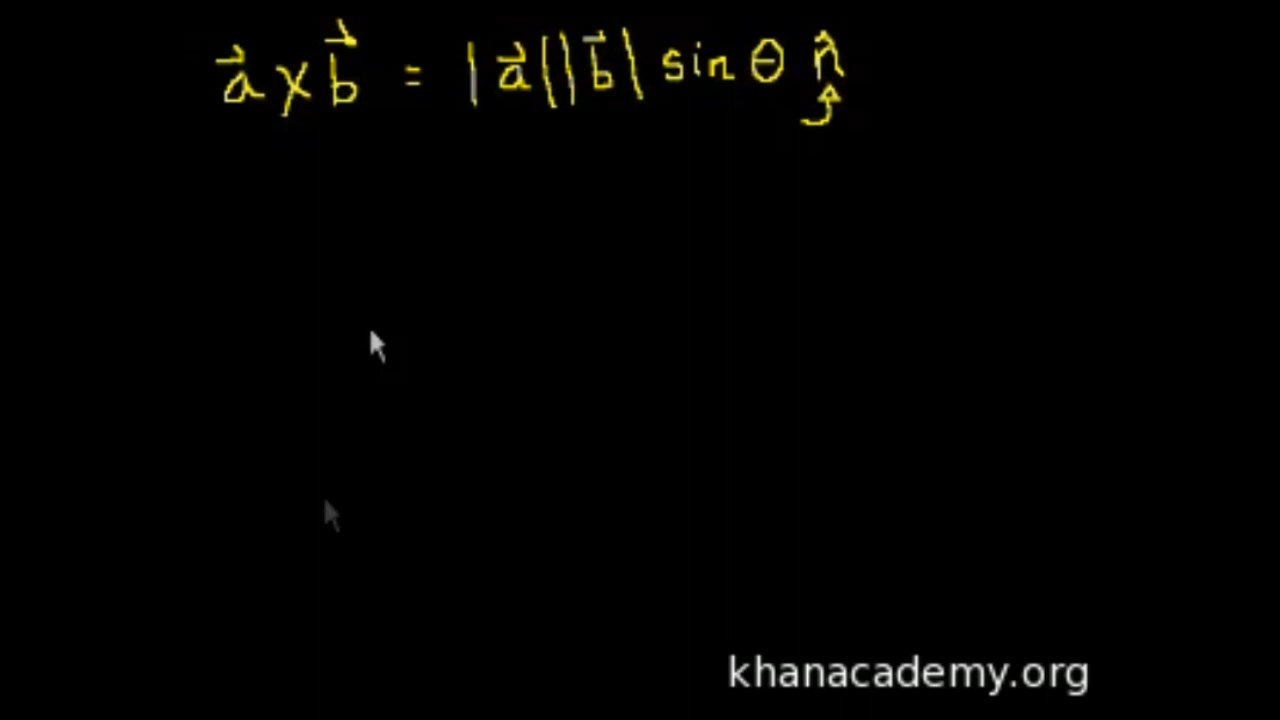 a⃗ × b⃗ = |a⃗||b⃗| sin θ n̂
khanacademy.org